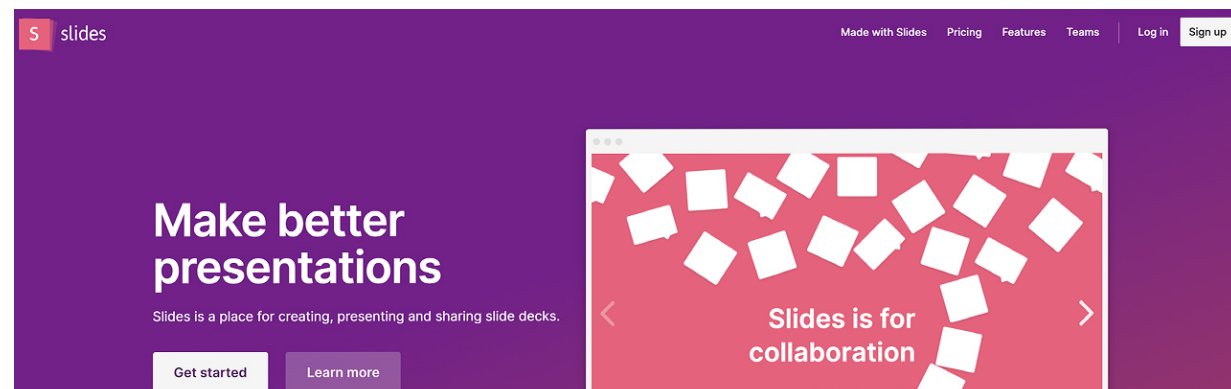 S slides
Made with Slides Pricing Features Teams Log in Sign up
Make better
presentations
Slides is a place for creating, presenting and sharing slide decks.
Get started Learn more
Slides is for
collaboration